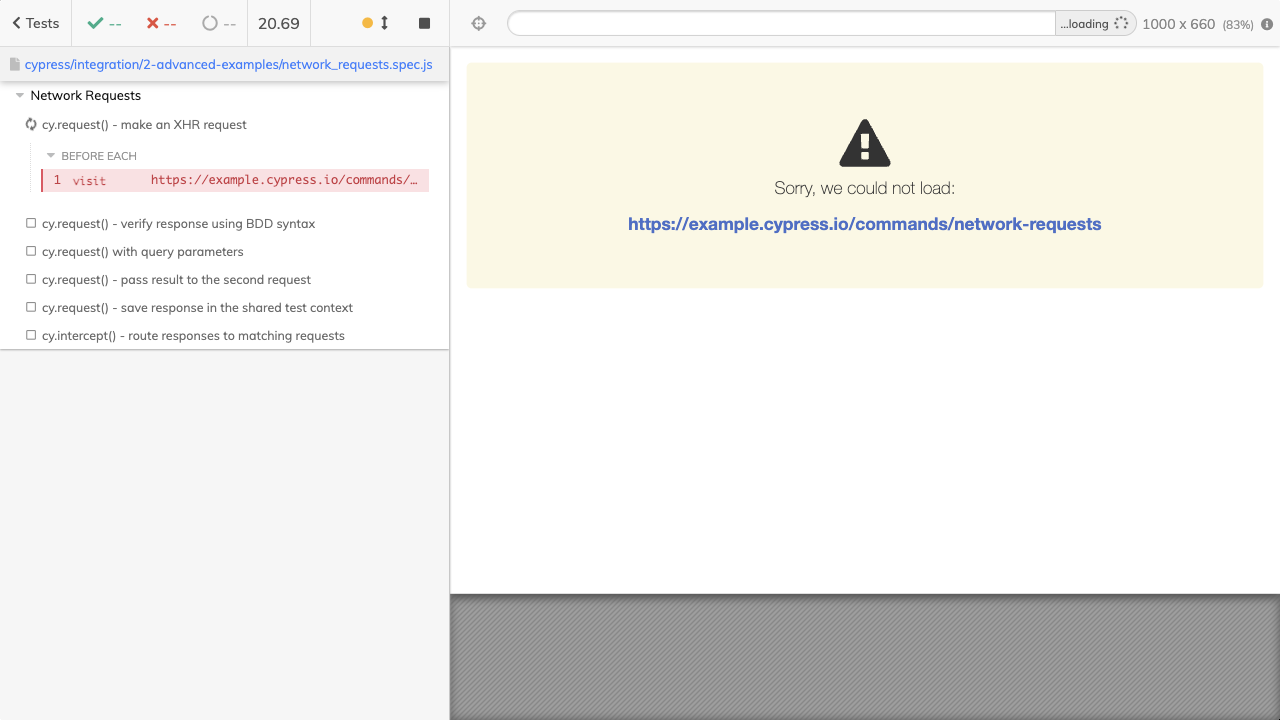 Tests -- -- -- 20.69
...loading 1000 x 660 (83%)
cypress/integration/2-advanced-examples/network_requests.spec.js
Network Requests
cy.request() - make an XHR request
BEFORE EACH
1 visit https://example.cypress.io/commands/…
cy.request() - verify response using BDD syntax
cy.request() with query parameters
cy.request() - pass result to the second request
cy.request() - save response in the shared test context
cy.intercept() - route responses to matching requests
Sorry, we could not load:
https://example.cypress.io/commands/network-requests